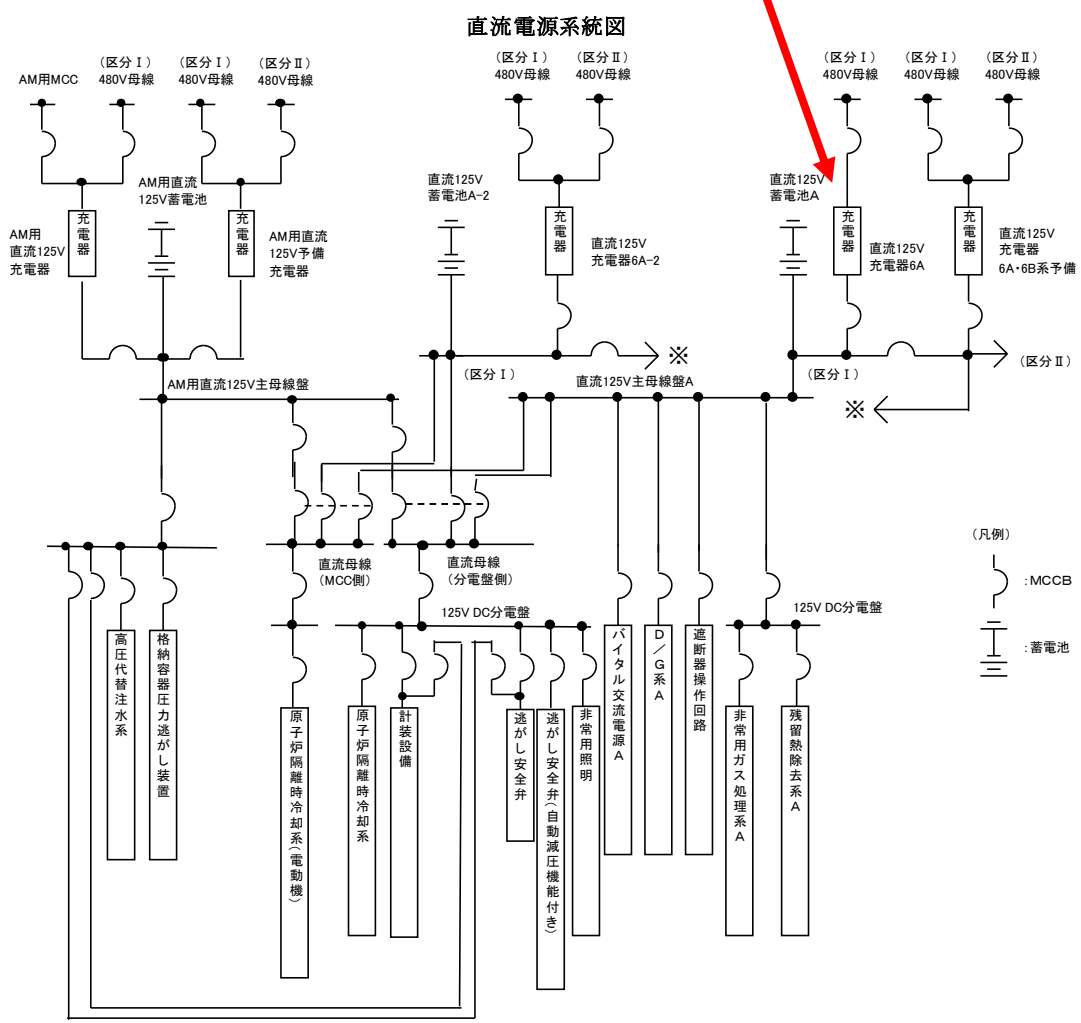 直流電源系統図
AM用MCC
(区分Ⅰ)
480V母線
(区分Ⅰ)
480V母線
(区分Ⅱ)
480V母線
(区分Ⅰ)
480V母線
(区分Ⅱ)
480V母線
(区分Ⅰ)
480V母線
(区分Ⅰ)
480V母線
(区分Ⅱ)
480V母線
AM用
直流125V
充電器
充電器
AM用直流
125V蓄電池
充電器
AM用直流
125V予備
充電器
直流125V
蓄電池A-2
充電器
直流125V
充電器6A-2
直流125V
蓄電池A
充電器
直流125V
充電器6A
充電器
直流125V
充電器
6A・6B系予備
※
(区分Ⅰ)
(区分Ⅰ)
(区分Ⅱ)
※
AM用直流125V主母線盤
直流125V主母線盤A
直流母線
(MCC側)
直流母線
(分電盤側)
125V DC分電盤
125V DC分電盤
高圧代替注水系
格納容器圧力逃がし装置
原子炉隔離時冷却系(電動機)
原子炉隔離時冷却系
計装設備
逃がし安全弁
逃がし安全弁(自動減圧機能付き)
非常用照明
バイタル交流電源A
D/G系A
遮断器操作回路
非常用ガス処理系A
残留熱除去系A
(凡例)
:MCCB
:蓄電池